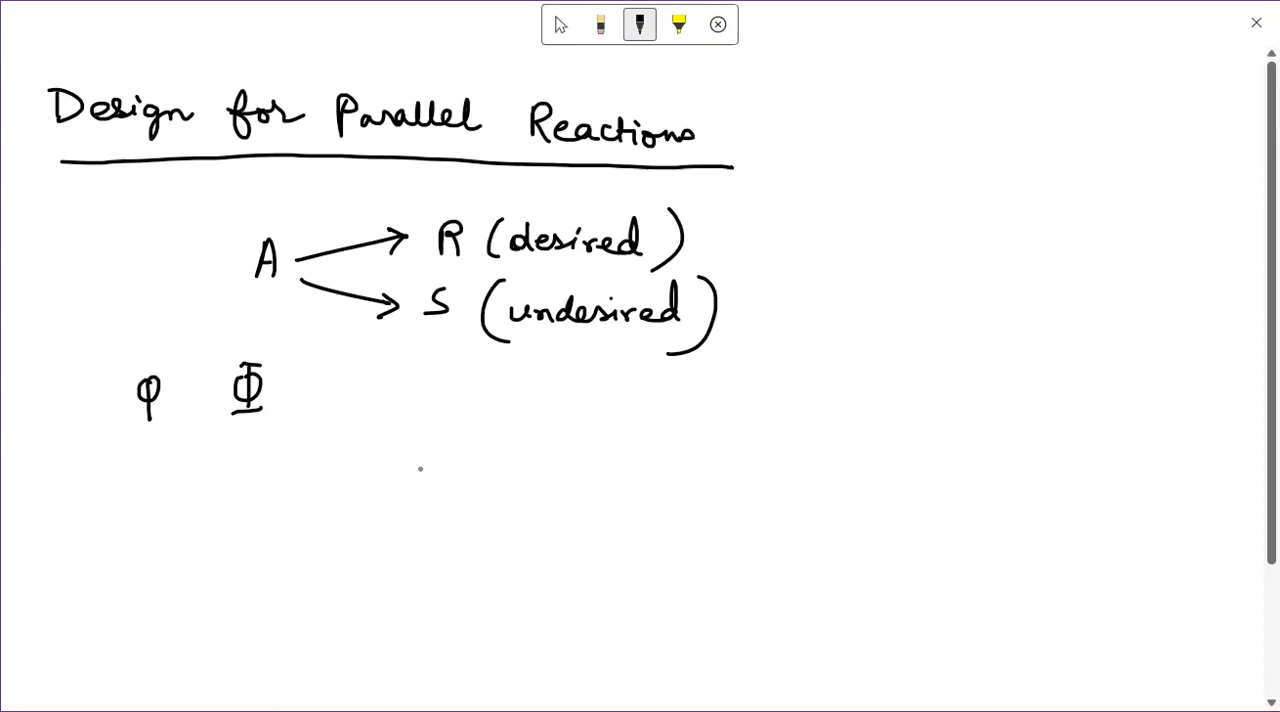 Design for Parallel Reactions
A → R (desired)
→ S (undesired)
φ Φ